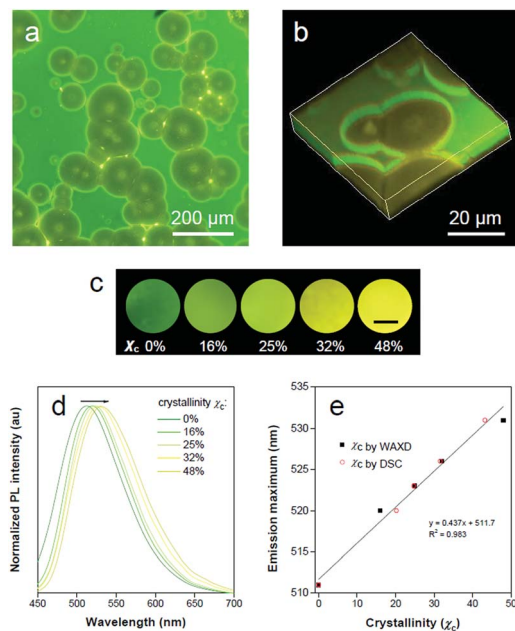 a
200 µm
b
20 µm
c
χc 0% 16% 25% 32% 48%
d
crystallinity χc:
0%
16%
25%
32%
48%
Normalized PL intensity (au)
450 500 550 600 650 700
Wavelength (nm)
e
535
530
525
520
515
510
χc by WAXD
χc by DSC
y = 0.437x + 511.7
R² = 0.983
Emission maximum (nm)
0 10 20 30 40 50
Crystallinity (χc)